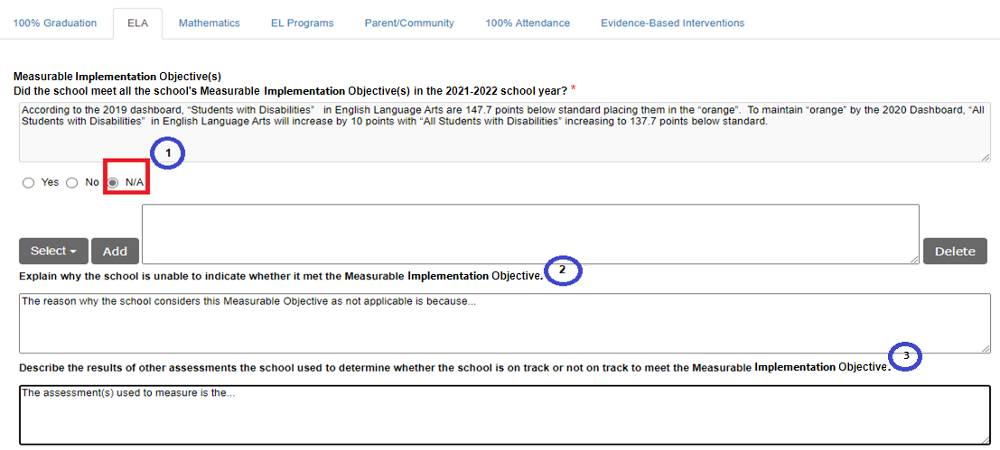 100% Graduation ELA Mathematics EL Programs Parent/Community 100% Attendance Evidence-Based Interventions
Measurable Implementation Objective(s)
Did the school meet all the school's Measurable Implementation Objective(s) in the 2021-2022 school year? *
According to the 2019 dashboard, “Students with Disabilities” in English Language Arts are 147.7 points below standard placing them in the “orange”. To maintain “orange” by the 2020 Dashboard, “All
Students with Disabilities” in English Language Arts will increase by 10 points with “All Students with Disabilities” increasing to 137.7 points below standard.
1
Yes No N/A
Select Add Delete
Explain why the school is unable to indicate whether it met the Measurable Implementation Objective. 2
The reason why the school considers this Measurable Objective as not applicable is because...
Describe the results of other assessments the school used to determine whether the school is on track or not on track to meet the Measurable Implementation Objective. 3
The assessment(s) used to measure is the...